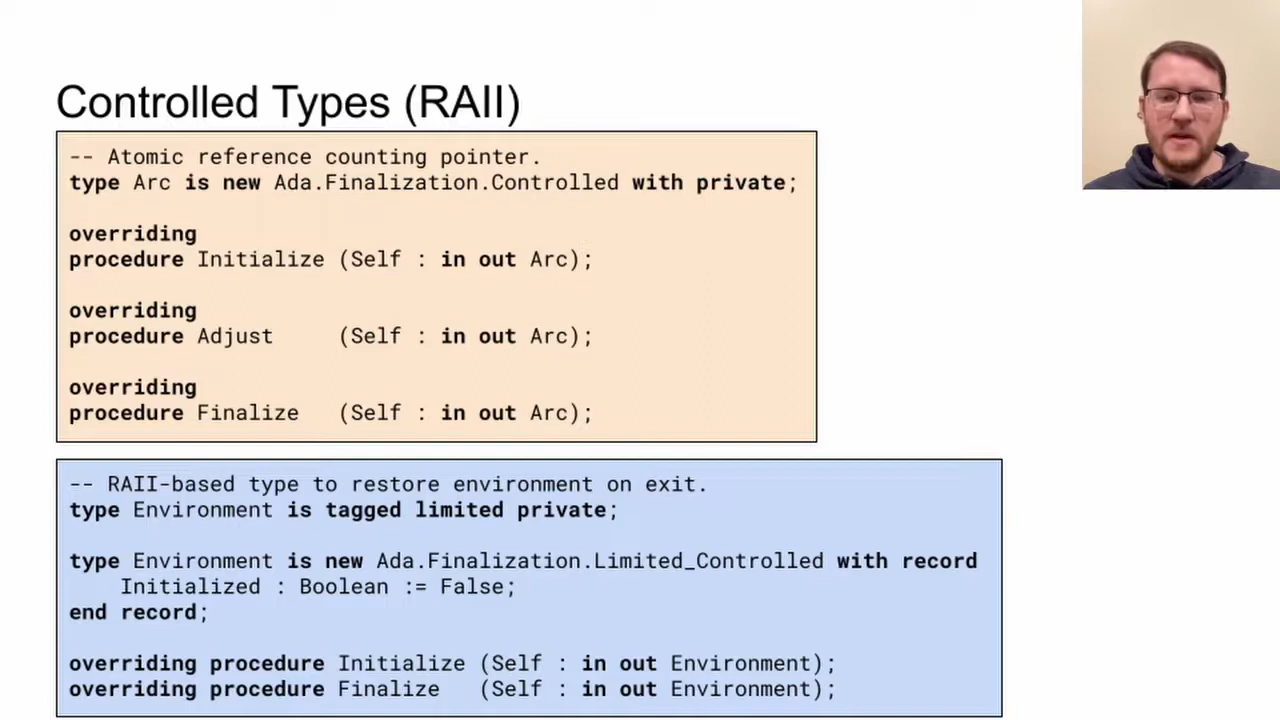 Controlled Types (RAII)
-- Atomic reference counting pointer.
type Arc is new Ada.Finalization.Controlled with private;
overriding
procedure Initialize (Self : in out Arc);
overriding
procedure Adjust     (Self : in out Arc);
overriding
procedure Finalize   (Self : in out Arc);
-- RAII-based type to restore environment on exit.
type Environment is tagged limited private;
type Environment is new Ada.Finalization.Limited_Controlled with record
    Initialized : Boolean := False;
end record;
overriding procedure Initialize (Self : in out Environment);
overriding procedure Finalize   (Self : in out Environment);